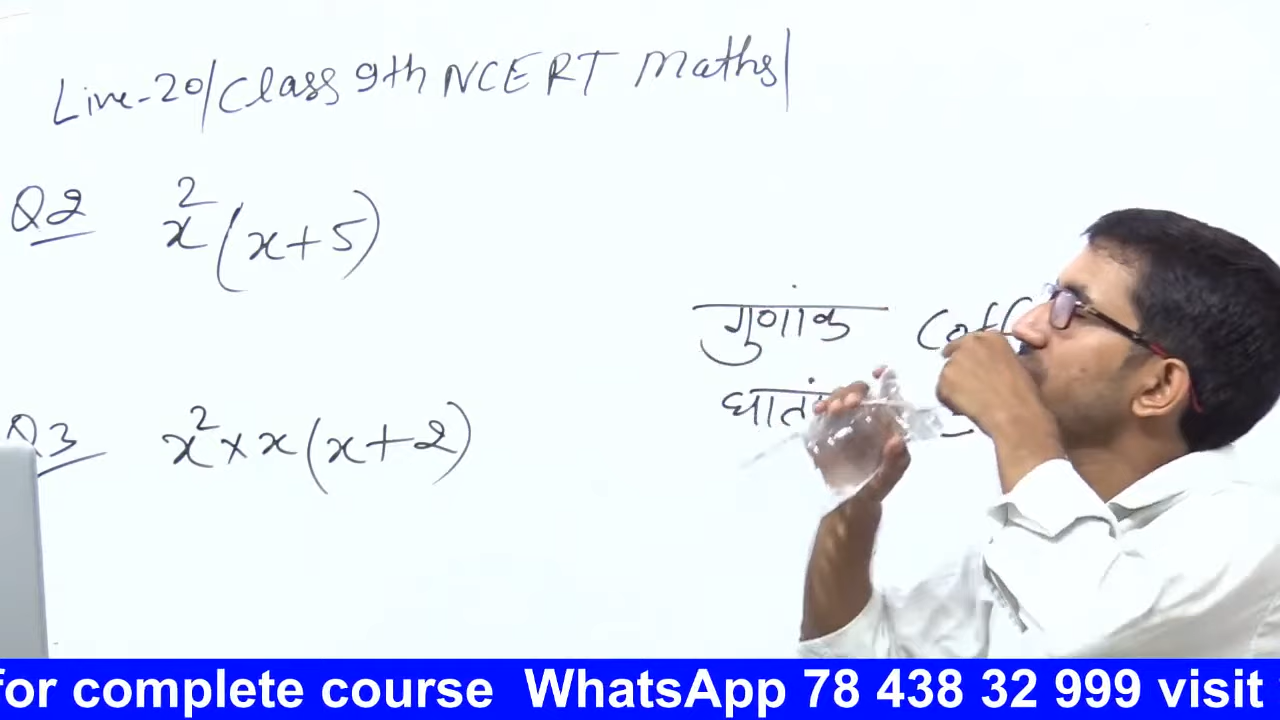 Live-20/Class 9th NCERT Maths/
Q2 x²(x+5)
गुणांक
Q3 x²×x(x+2)
for complete course WhatsApp 78 438 32 999 visit